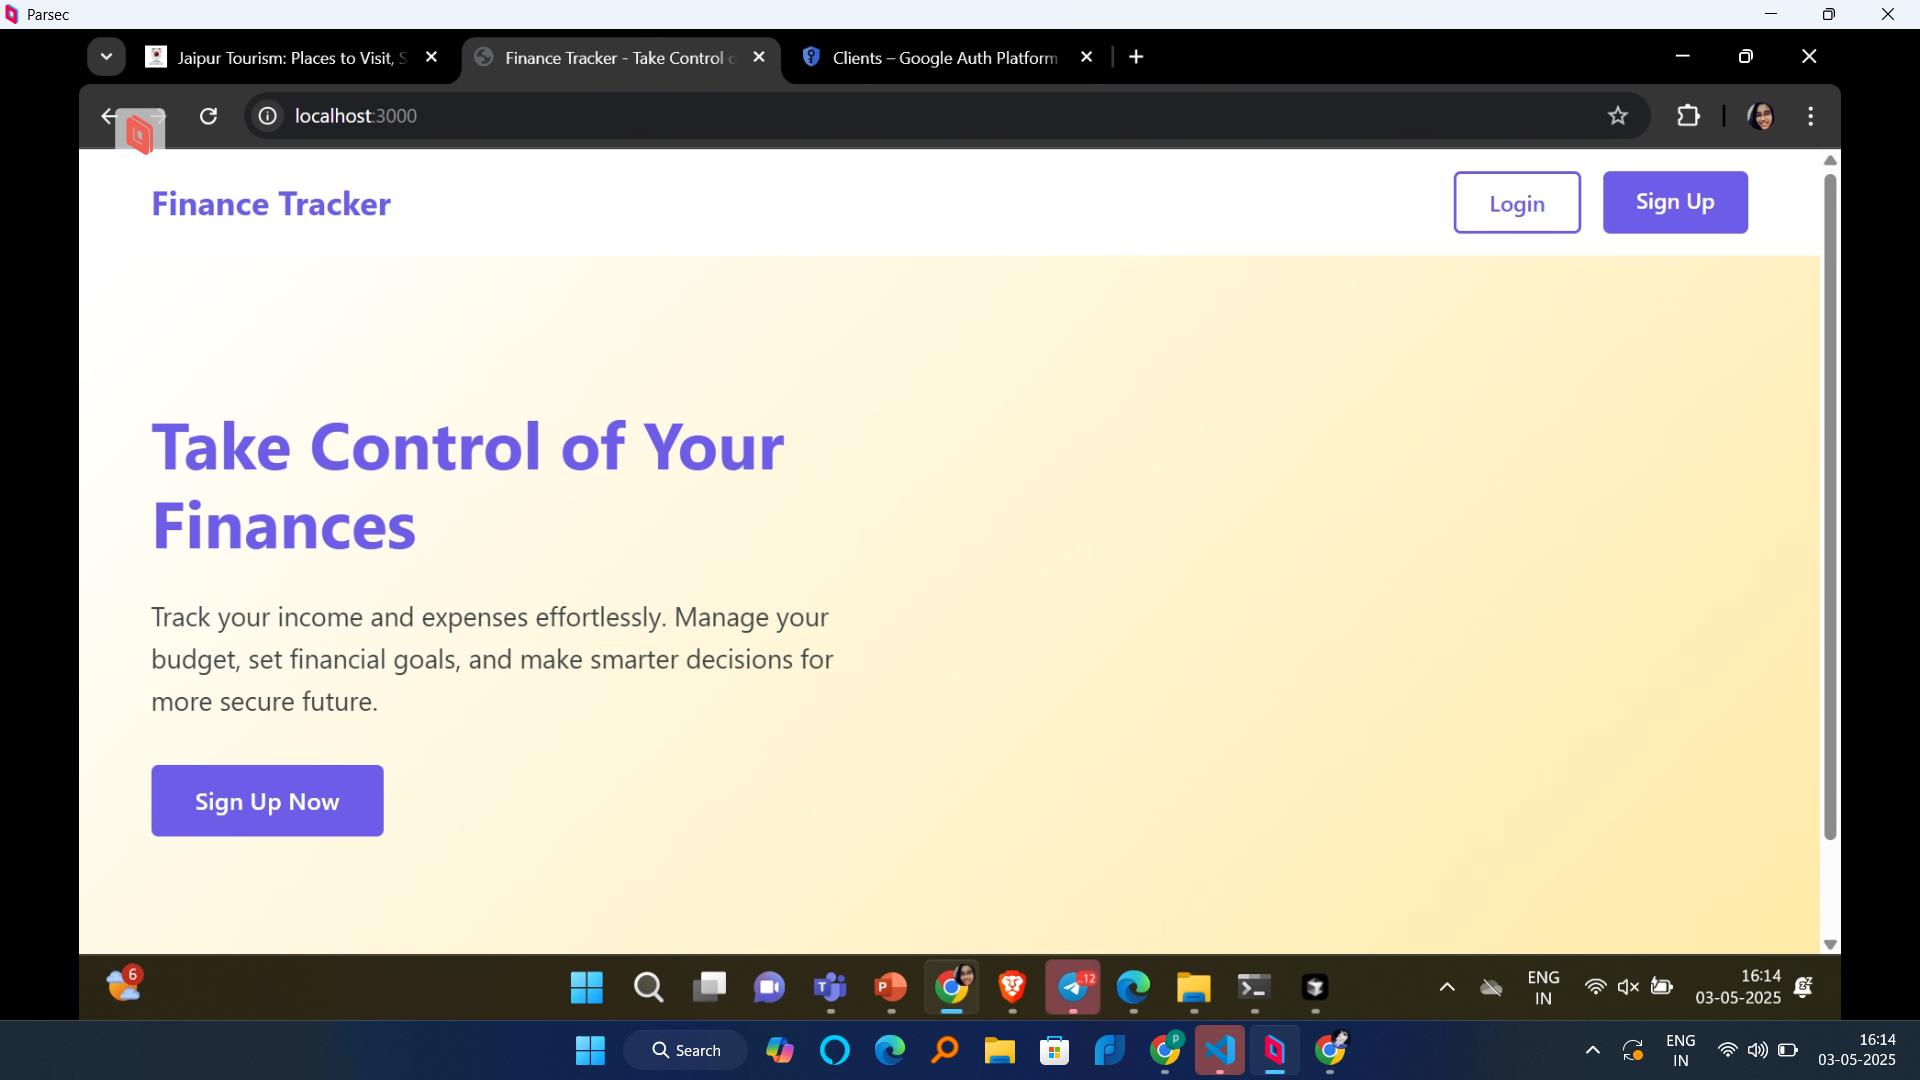 Parsec
Jaipur Tourism: Places to Visit, S
Finance Tracker - Take Control o
Clients – Google Auth Platform
localhost:3000
Finance Tracker
Login
Sign Up
Take Control of Your
Finances
Track your income and expenses effortlessly. Manage your
budget, set financial goals, and make smarter decisions for
more secure future.
Sign Up Now
6
12
ENG
IN
16:14
03-05-2025
Search
P
ENG
IN
16:14
03-05-2025